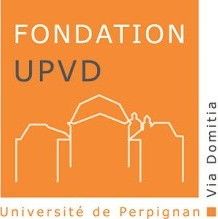 FONDATION
UPVD
Via Domitia
Université de Perpignan